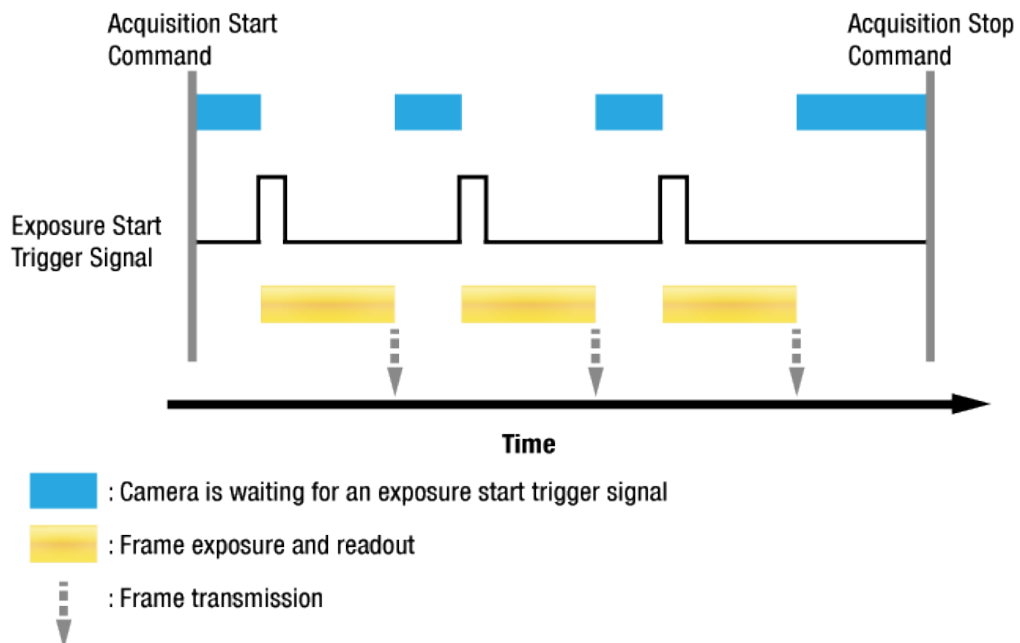 Acquisition Start
Command
Acquisition Stop
Command
Exposure Start
Trigger Signal
Time
: Camera is waiting for an exposure start trigger signal
: Frame exposure and readout
: Frame transmission